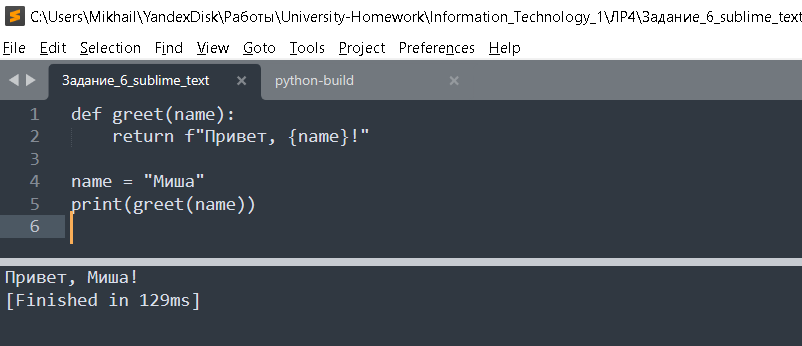 C:\Users\Mikhail\YandexDisk\Работы\University-Homework\Information_Technology_1\ЛР4\Задание_6_sublime_text
File Edit Selection Find View Goto Tools Project Preferences Help
Задание_6_sublime_text × python-build ×
1 def greet(name):
2     return f"Привет, {name}!"
3
4 name = "Миша"
5 print(greet(name))
6
Привет, Миша!
[Finished in 129ms]